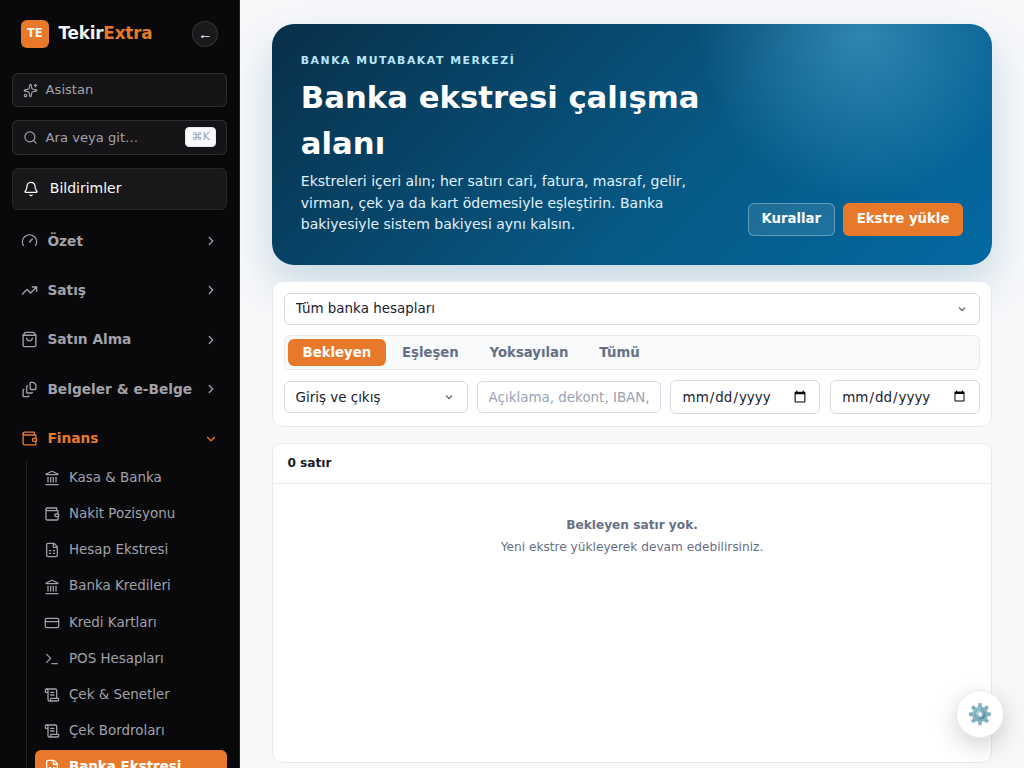 TE TekirExtra ←
Asistan
Ara veya git... ⌘K
Bildirimler
Özet
Satış
Satın Alma
Belgeler & e-Belge
Finans
Kasa & Banka
Nakit Pozisyonu
Hesap Ekstresi
Banka Kredileri
Kredi Kartları
POS Hesapları
Çek & Senetler
Çek Bordroları
Banka Ekstresi
BANKA MUTABAKAT MERKEZİ
Banka ekstresi çalışma
alanı
Ekstreleri içeri alın; her satırı cari, fatura, masraf, gelir,
virman, çek ya da kart ödemesiyle eşleştirin. Banka
bakiyesiyle sistem bakiyesi aynı kalsın.
Kurallar Ekstre yükle
Tüm banka hesapları
Bekleyen Eşleşen Yoksayılan Tümü
Giriş ve çıkış Açıklama, dekont, IBAN, mm/dd/yyyy mm/dd/yyyy
0 satır
Bekleyen satır yok.
Yeni ekstre yükleyerek devam edebilirsiniz.